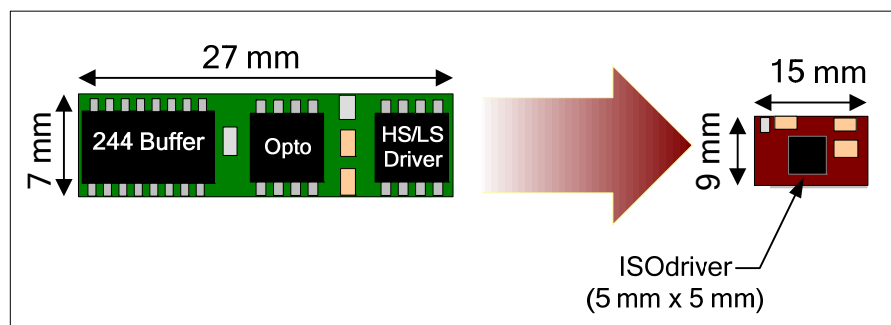 27 mm
7 mm
244 Buffer
Opto
HS/LS
Driver
15 mm
9 mm
ISOdriver
(5 mm x 5 mm)